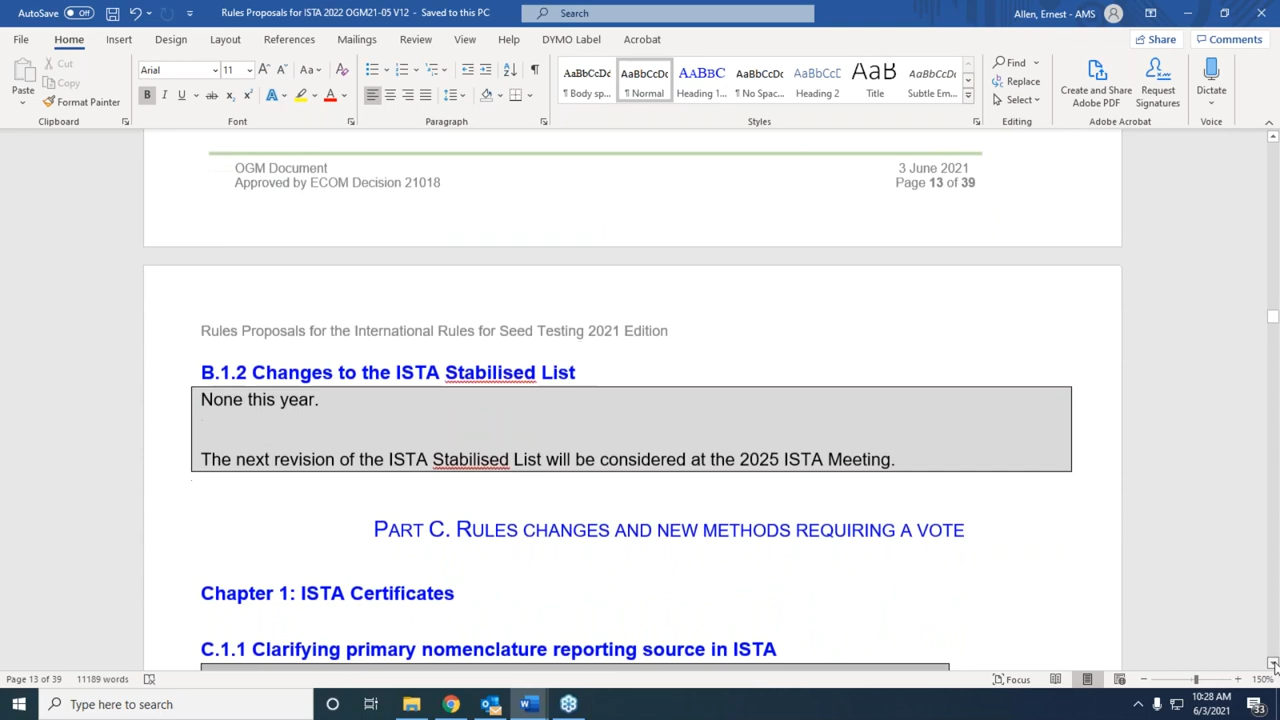 AutoSave Off Rules Proposals for ISTA 2022 OGM21-05 V12 - Saved to this PC Search Allen, Ernest - AMS
File Home Insert Design Layout References Mailings Review View Help DYMO Label Acrobat Share Comments
Paste Cut Copy Format Painter
Arial 11
AaBbCcDc ¶ Body sp... AaBbCcDc ¶ Normal AABBC Heading 1... AaBbCcDc ¶ No Spac... AaBbCcD Heading 2 AaB Title AaBbCcD Subtle Em...
Find Replace Select
Create and Share Adobe PDF Request Signatures Dictate
Clipboard Font Paragraph Styles Editing Adobe Acrobat Voice
OGM Document 3 June 2021
Approved by ECOM Decision 21018 Page 13 of 39
Rules Proposals for the International Rules for Seed Testing 2021 Edition
B.1.2 Changes to the ISTA Stabilised List
None this year.
The next revision of the ISTA Stabilised List will be considered at the 2025 ISTA Meeting.
PART C. RULES CHANGES AND NEW METHODS REQUIRING A VOTE
Chapter 1: ISTA Certificates
C.1.1 Clarifying primary nomenclature reporting source in ISTA
Page 13 of 39 11189 words Focus 150%
Type here to search 10:28 AM
6/3/2021 33